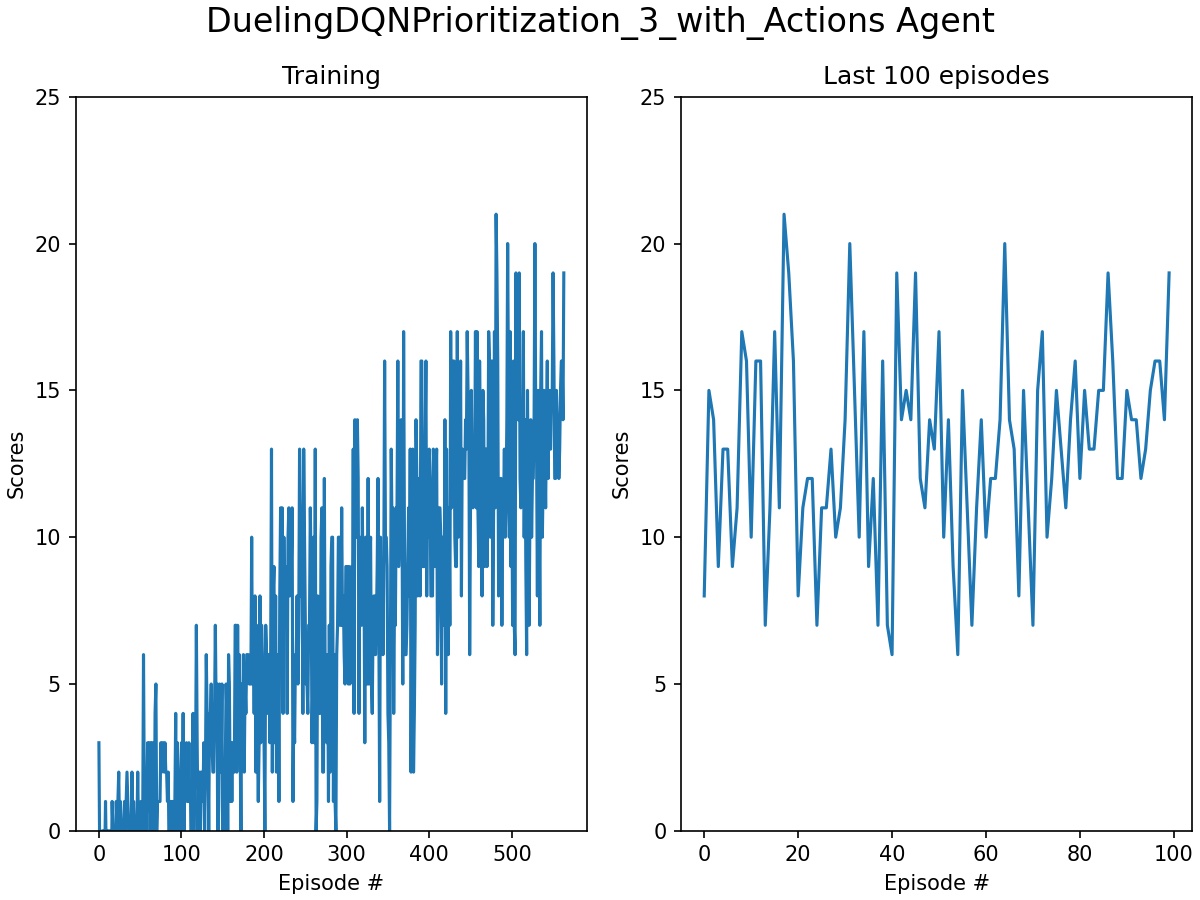 DuelingDQNPrioritization_3_with_Actions Agent
Training
25
20
15
10
5
0
Scores
0 100 200 300 400 500
Episode #
Last 100 episodes
25
20
15
10
5
0
Scores
0 20 40 60 80 100
Episode #